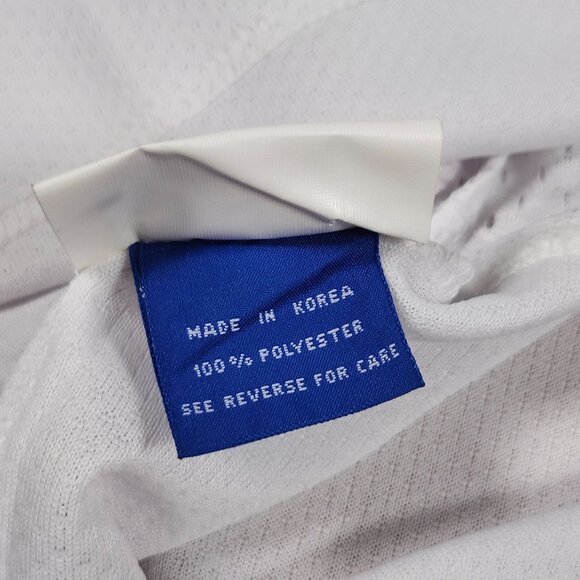 MADE IN KOREA
100% POLYESTER
SEE REVERSE FOR CARE